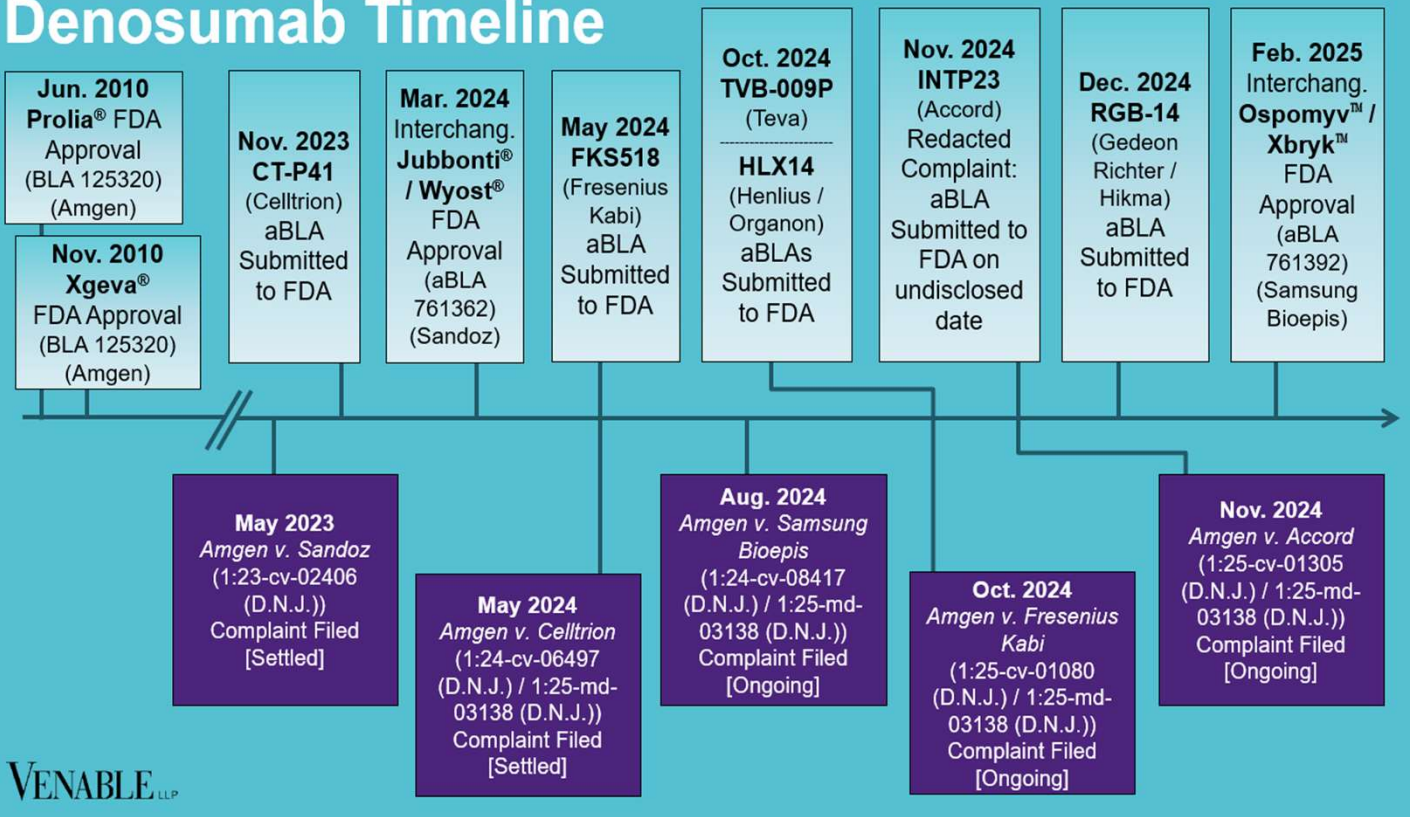 Denosumab Timeline
Jun. 2010
Prolia® FDA
Approval
(BLA 125320)
(Amgen)
Nov. 2010
Xgeva®
FDA Approval
(BLA 125320)
(Amgen)
Nov. 2023
CT-P41
(Celltrion)
aBLA
Submitted
to FDA
Mar. 2024
Interchang.
Jubbonti®
/ Wyost®
FDA
Approval
(aBLA
761362)
(Sandoz)
May 2024
FKS518
(Fresenius
Kabi)
aBLA
Submitted
to FDA
Oct. 2024
TVB-009P
(Teva)
HLX14
(Henlius /
Organon)
aBLAs
Submitted
to FDA
Nov. 2024
INTP23
(Accord)
Redacted
Complaint:
aBLA
Submitted to
FDA on
undisclosed
date
Dec. 2024
RGB-14
(Gedeon
Richter /
Hikma)
aBLA
Submitted
to FDA
Feb. 2025
Interchang.
Ospomyv™ /
Xbryk™
FDA
Approval
(aBLA
761392)
(Samsung
Bioepis)
May 2023
Amgen v. Sandoz
(1:23-cv-02406
(D.N.J.))
Complaint Filed
[Settled]
May 2024
Amgen v. Celltrion
(1:24-cv-06497
(D.N.J.) / 1:25-md-
03138 (D.N.J.))
Complaint Filed
[Settled]
Aug. 2024
Amgen v. Samsung
Bioepis
(1:24-cv-08417
(D.N.J.) / 1:25-md-
03138 (D.N.J.))
Complaint Filed
[Ongoing]
Oct. 2024
Amgen v. Fresenius
Kabi
(1:25-cv-01080
(D.N.J.) / 1:25-md-
03138 (D.N.J.))
Complaint Filed
[Ongoing]
Nov. 2024
Amgen v. Accord
(1:25-cv-01305
(D.N.J.) / 1:25-md-
03138 (D.N.J.))
Complaint Filed
[Ongoing]
VENABLE LLP